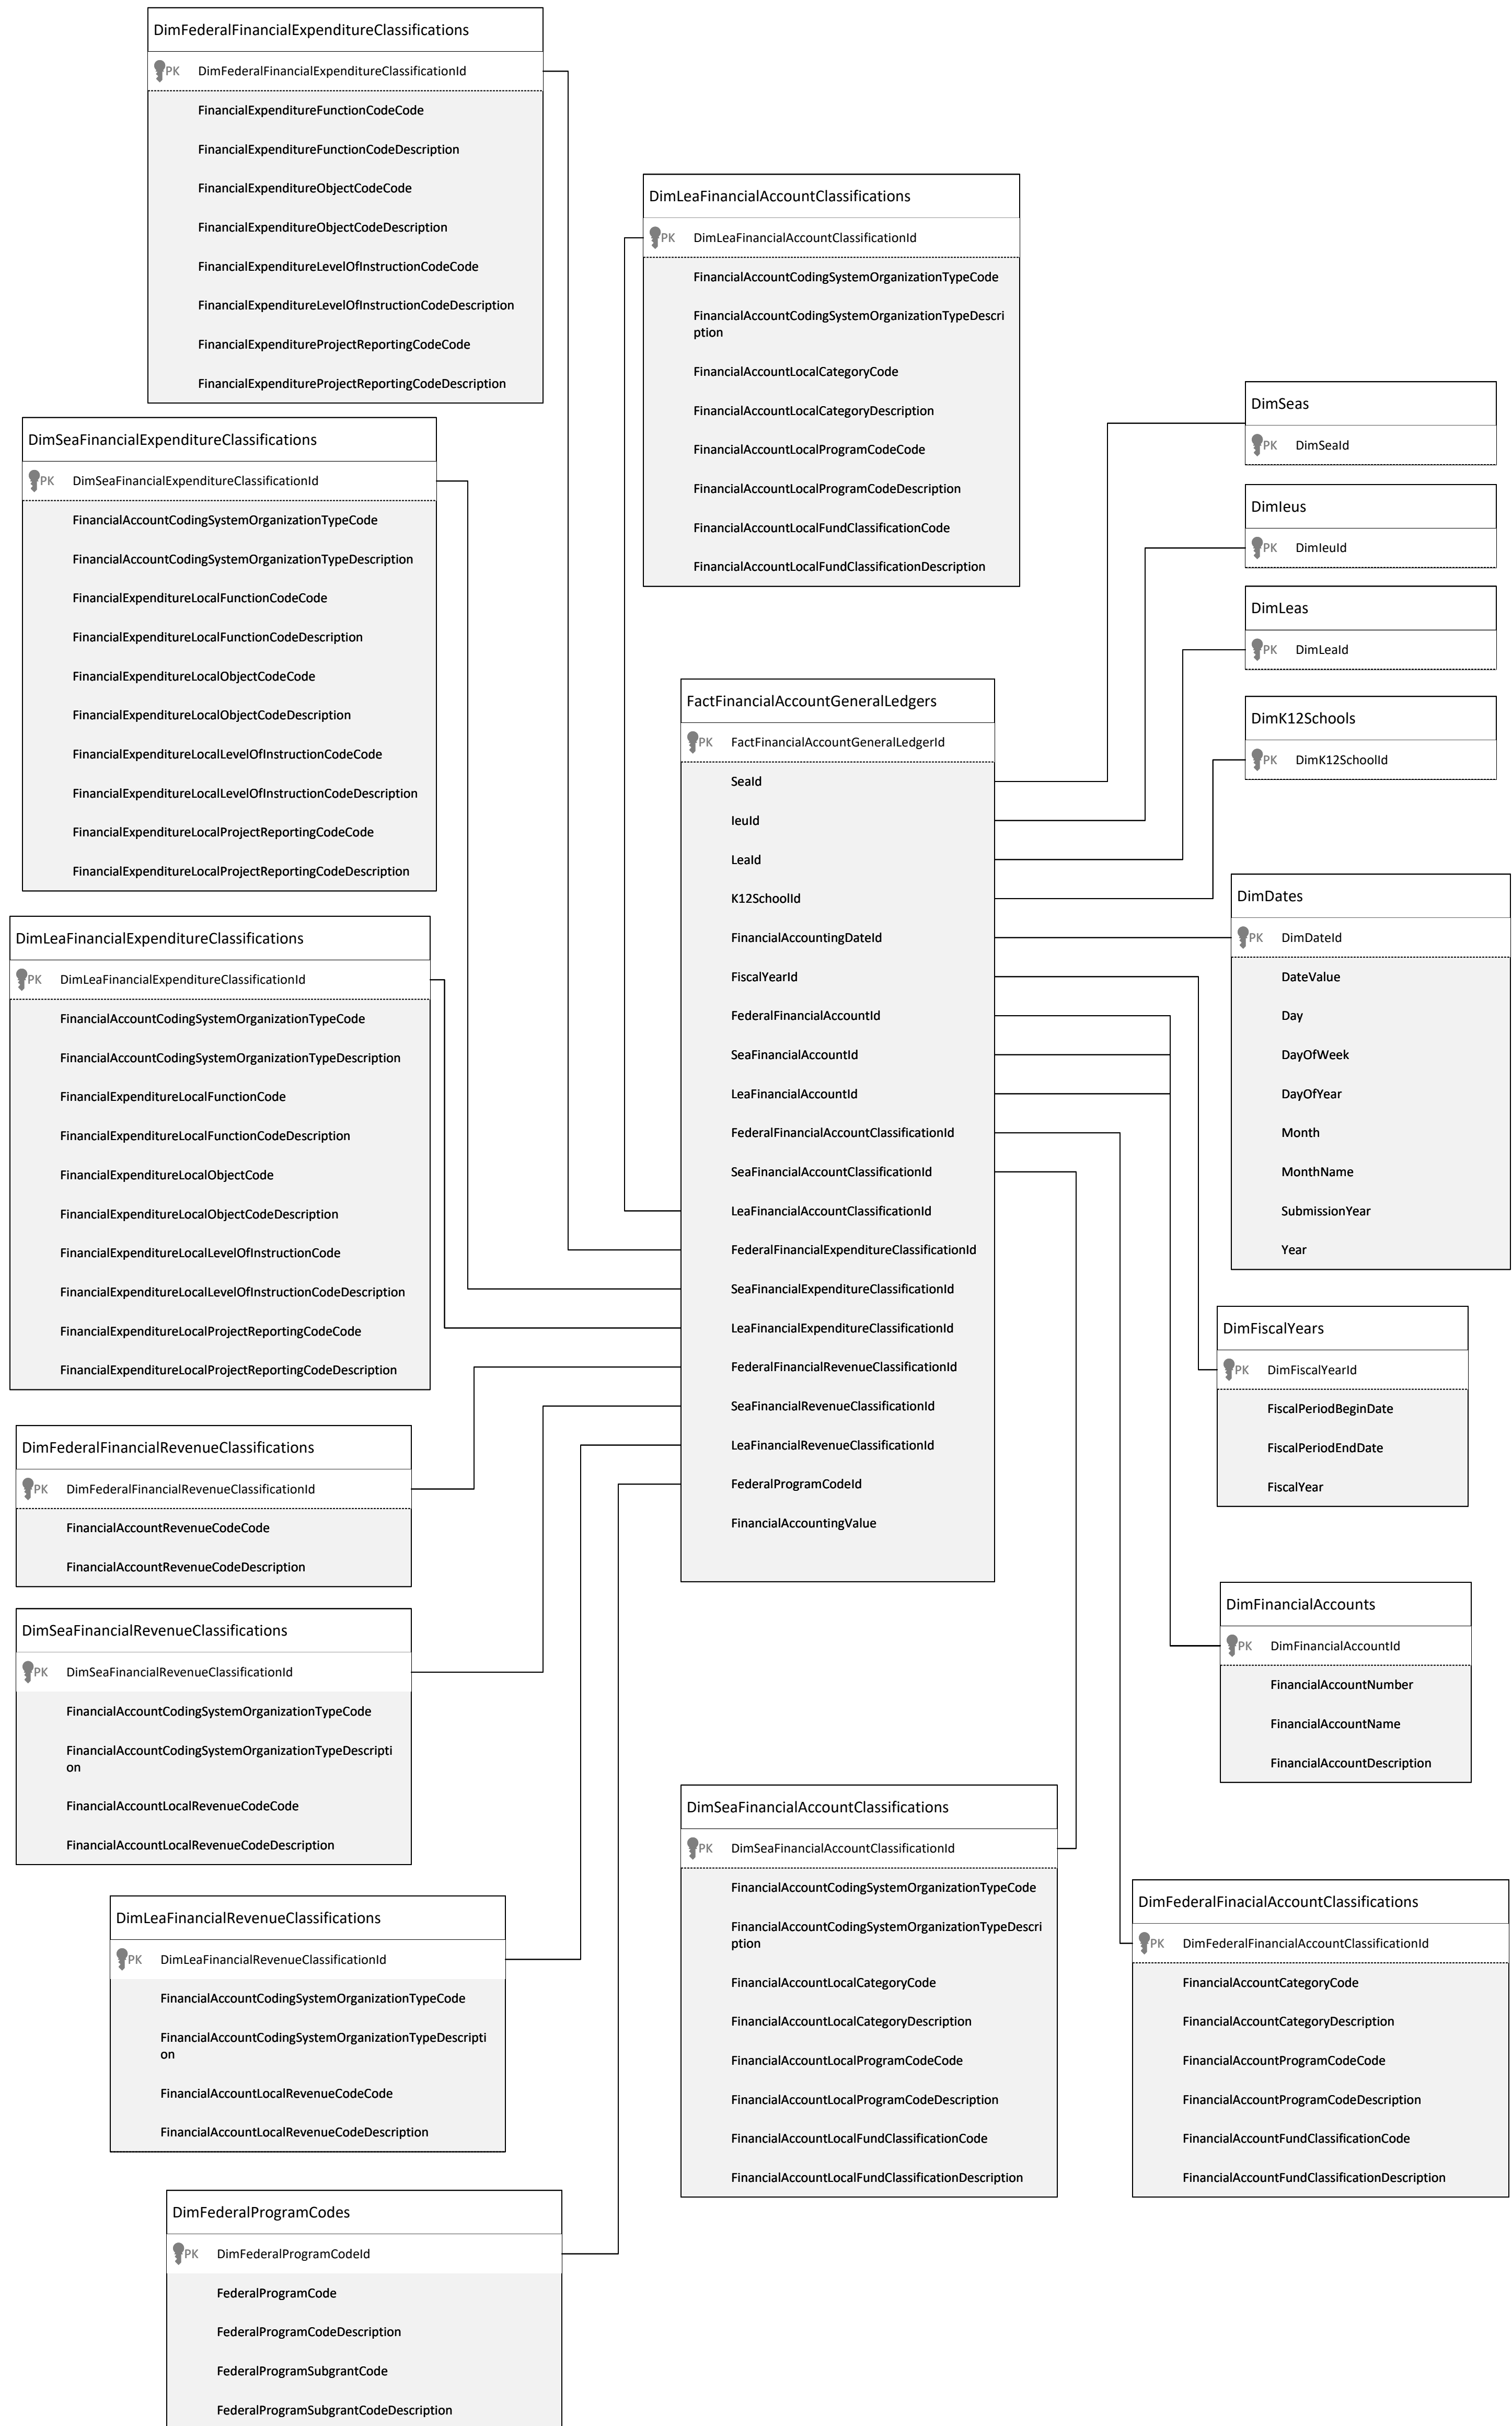 DimFederalFinancialExpenditureClassifications
PK DimFederalFinancialExpenditureClassificationId
FinancialExpenditureFunctionCodeCode
FinancialExpenditureFunctionCodeDescription
FinancialExpenditureObjectCodeCode
FinancialExpenditureObjectCodeDescription
FinancialExpenditureLevelOfInstructionCodeCode
FinancialExpenditureLevelOfInstructionCodeDescription
FinancialExpenditureProjectReportingCodeCode
FinancialExpenditureProjectReportingCodeDescription
DimLeaFinancialAccountClassifications
PK DimLeaFinancialAccountClassificationId
FinancialAccountCodingSystemOrganizationTypeCode
FinancialAccountCodingSystemOrganizationTypeDescri
ption
FinancialAccountLocalCategoryCode
FinancialAccountLocalCategoryDescription
FinancialAccountLocalProgramCodeCode
FinancialAccountLocalProgramCodeDescription
FinancialAccountLocalFundClassificationCode
FinancialAccountLocalFundClassificationDescription
DimSeaFinancialExpenditureClassifications
PK DimSeaFinancialExpenditureClassificationId
FinancialAccountCodingSystemOrganizationTypeCode
FinancialAccountCodingSystemOrganizationTypeDescription
FinancialExpenditureLocalFunctionCodeCode
FinancialExpenditureLocalFunctionCodeDescription
FinancialExpenditureLocalObjectCodeCode
FinancialExpenditureLocalObjectCodeDescription
FinancialExpenditureLocalLevelOfInstructionCodeCode
FinancialExpenditureLocalLevelOfInstructionCodeDescription
FinancialExpenditureLocalProjectReportingCodeCode
FinancialExpenditureLocalProjectReportingCodeDescription
DimSeas
PK DimSeaId
DimIeus
PK DimIeuId
DimLeas
PK DimLeaId
DimK12Schools
PK DimK12SchoolId
FactFinancialAccountGeneralLedgers
PK FactFinancialAccountGeneralLedgerId
SeaId
IeuId
LeaId
K12SchoolId
FinancialAccountingDateId
FiscalYearId
FederalFinancialAccountId
SeaFinancialAccountId
LeaFinancialAccountId
FederalFinancialAccountClassificationId
SeaFinancialAccountClassificationId
LeaFinancialAccountClassificationId
FederalFinancialExpenditureClassificationId
SeaFinancialExpenditureClassificationId
LeaFinancialExpenditureClassificationId
FederalFinancialRevenueClassificationId
SeaFinancialRevenueClassificationId
LeaFinancialRevenueClassificationId
FederalProgramCodeId
FinancialAccountingValue
DimDates
PK DimDateId
DateValue
Day
DayOfWeek
DayOfYear
Month
MonthName
SubmissionYear
Year
DimLeaFinancialExpenditureClassifications
PK DimLeaFinancialExpenditureClassificationId
FinancialAccountCodingSystemOrganizationTypeCode
FinancialAccountCodingSystemOrganizationTypeDescription
FinancialExpenditureLocalFunctionCode
FinancialExpenditureLocalFunctionCodeDescription
FinancialExpenditureLocalObjectCode
FinancialExpenditureLocalObjectCodeDescription
FinancialExpenditureLocalLevelOfInstructionCode
FinancialExpenditureLocalLevelOfInstructionCodeDescription
FinancialExpenditureLocalProjectReportingCodeCode
FinancialExpenditureLocalProjectReportingCodeDescription
DimFiscalYears
PK DimFiscalYearId
FiscalPeriodBeginDate
FiscalPeriodEndDate
FiscalYear
DimFederalFinancialRevenueClassifications
PK DimFederalFinancialRevenueClassificationId
FinancialAccountRevenueCodeCode
FinancialAccountRevenueCodeDescription
DimFinancialAccounts
PK DimFinancialAccountId
FinancialAccountNumber
FinancialAccountName
FinancialAccountDescription
DimSeaFinancialRevenueClassifications
PK DimSeaFinancialRevenueClassificationId
FinancialAccountCodingSystemOrganizationTypeCode
FinancialAccountCodingSystemOrganizationTypeDescripti
on
FinancialAccountLocalRevenueCodeCode
FinancialAccountLocalRevenueCodeDescription
DimSeaFinancialAccountClassifications
PK DimSeaFinancialAccountClassificationId
FinancialAccountCodingSystemOrganizationTypeCode
FinancialAccountCodingSystemOrganizationTypeDescri
ption
FinancialAccountLocalCategoryCode
FinancialAccountLocalCategoryDescription
FinancialAccountLocalProgramCodeCode
FinancialAccountLocalProgramCodeDescription
FinancialAccountLocalFundClassificationCode
FinancialAccountLocalFundClassificationDescription
DimFederalFinacialAccountClassifications
PK DimFederalFinancialAccountClassificationId
FinancialAccountCategoryCode
FinancialAccountCategoryDescription
FinancialAccountProgramCodeCode
FinancialAccountProgramCodeDescription
FinancialAccountFundClassificationCode
FinancialAccountFundClassificationDescription
DimLeaFinancialRevenueClassifications
PK DimLeaFinancialRevenueClassificationId
FinancialAccountCodingSystemOrganizationTypeCode
FinancialAccountCodingSystemOrganizationTypeDescripti
on
FinancialAccountLocalRevenueCodeCode
FinancialAccountLocalRevenueCodeDescription
DimFederalProgramCodes
PK DimFederalProgramCodeId
FederalProgramCode
FederalProgramCodeDescription
FederalProgramSubgrantCode
FederalProgramSubgrantCodeDescription